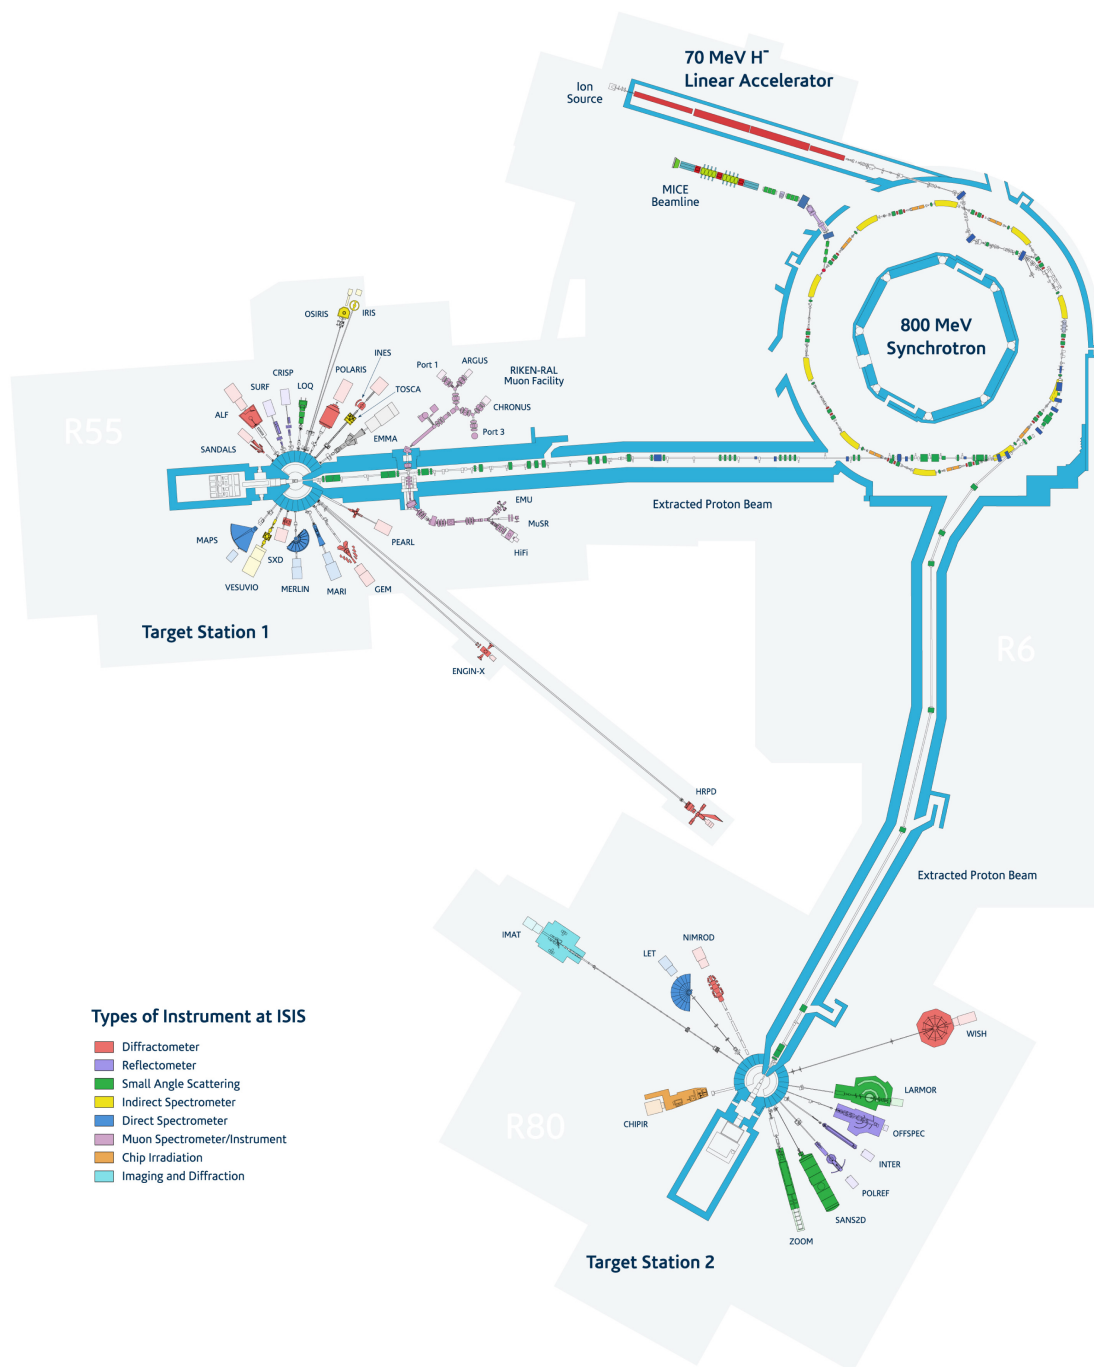 70 MeV H⁻
Linear Accelerator
Ion
Source
MICE
Beamline
800 MeV
Synchrotron
OSIRIS
IRIS
INES
CRISP
POLARIS
SURF
LOQ
TOSCA
ALF
EMMA
SANDALS
Port 1
ARGUS
RIKEN-RAL
Muon Facility
CHRONUS
Port 3
R55
Extracted Proton Beam
EMU
MuSR
HiFi
PEARL
MAPS
SXD
VESUVIO
MERLIN
MARI
GEM
Target Station 1
R6
ENGIN-X
HRPD
Extracted Proton Beam
IMAT
LET
NIMROD
WISH
LARMOR
CHIPIR
OFFSPEC
R80
INTER
POLREF
SANS2D
ZOOM
Target Station 2
Types of Instrument at ISIS
Diffractometer
Reflectometer
Small Angle Scattering
Indirect Spectrometer
Direct Spectrometer
Muon Spectrometer/Instrument
Chip Irradiation
Imaging and Diffraction